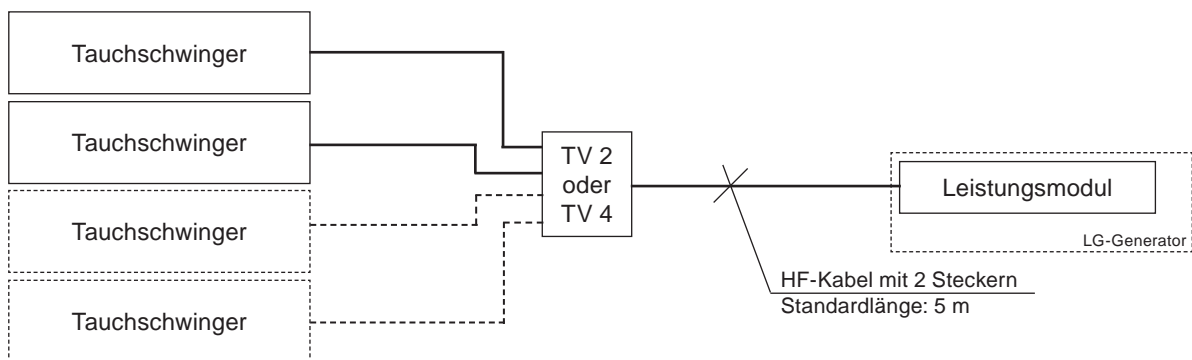 Tauchschwinger
Tauchschwinger
Tauchschwinger
Tauchschwinger
TV 2
oder
TV 4
Leistungsmodul
LG-Generator
HF-Kabel mit 2 Steckern
Standardlänge: 5 m